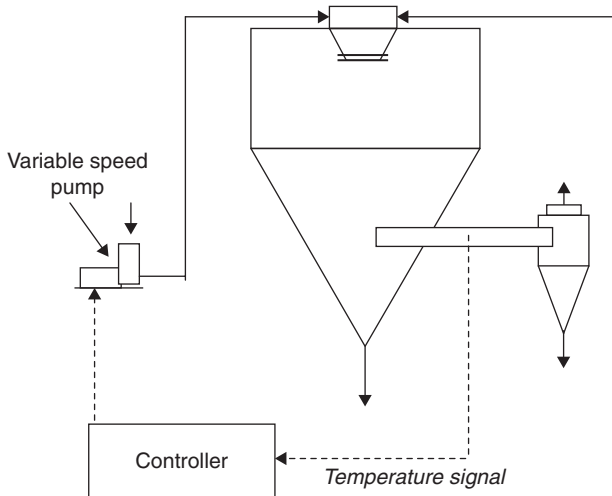 Variable speed
pump
Controller
Temperature signal